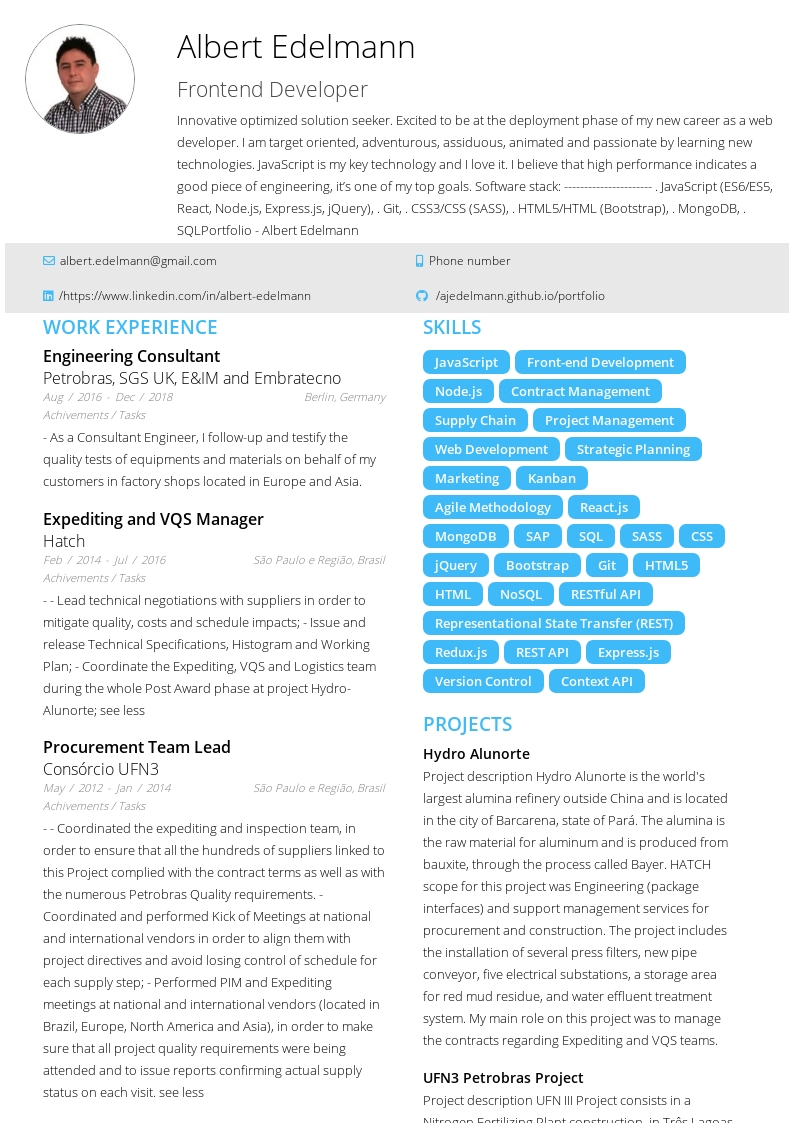 Albert Edelmann
Frontend Developer
Innovative optimized solution seeker. Excited to be at the deployment phase of my new career as a web
developer. I am target oriented, adventurous, assiduous, animated and passionate by learning new
technologies. JavaScript is my key technology and I love it. I believe that high performance indicates a
good piece of engineering, it’s one of my top goals. Software stack: ---------------------- . JavaScript (ES6/ES5,
React, Node.js, Express.js, jQuery), . Git, . CSS3/CSS (SASS), . HTML5/HTML (Bootstrap), . MongoDB, .
SQLPortfolio - Albert Edelmann
albert.edelmann@gmail.com
Phone number
/https://www.linkedin.com/in/albert-edelmann
/ajedelmann.github.io/portfolio
WORK EXPERIENCE
Engineering Consultant
Petrobras, SGS UK, E&IM and Embratecno
Aug / 2016 - Dec / 2018 Berlin, Germany
Achivements / Tasks
- As a Consultant Engineer, I follow-up and testify the
quality tests of equipments and materials on behalf of my
customers in factory shops located in Europe and Asia.
Expediting and VQS Manager
Hatch
Feb / 2014 - Jul / 2016 São Paulo e Região, Brasil
Achivements / Tasks
- - Lead technical negotiations with suppliers in order to
mitigate quality, costs and schedule impacts; - Issue and
release Technical Specifications, Histogram and Working
Plan; - Coordinate the Expediting, VQS and Logistics team
during the whole Post Award phase at project Hydro-
Alunorte; see less
Procurement Team Lead
Consórcio UFN3
May / 2012 - Jan / 2014 São Paulo e Região, Brasil
Achivements / Tasks
- - Coordinated the expediting and inspection team, in
order to ensure that all the hundreds of suppliers linked to
this Project complied with the contract terms as well as with
the numerous Petrobras Quality requirements. -
Coordinated and performed Kick of Meetings at national
and international vendors in order to align them with
project directives and avoid losing control of schedule for
each supply step; - Performed PIM and Expediting
meetings at national and international vendors (located in
Brazil, Europe, North America and Asia), in order to make
sure that all project quality requirements were being
attended and to issue reports confirming actual supply
status on each visit. see less
SKILLS
JavaScript Front-end Development
Node.js Contract Management
Supply Chain Project Management
Web Development Strategic Planning
Marketing Kanban
Agile Methodology React.js
MongoDB SAP SQL SASS CSS
jQuery Bootstrap Git HTML5
HTML NoSQL RESTful API
Representational State Transfer (REST)
Redux.js REST API Express.js
Version Control Context API
PROJECTS
Hydro Alunorte
Project description Hydro Alunorte is the world's
largest alumina refinery outside China and is located
in the city of Barcarena, state of Pará. The alumina is
the raw material for aluminum and is produced from
bauxite, through the process called Bayer. HATCH
scope for this project was Engineering (package
interfaces) and support management services for
procurement and construction. The project includes
the installation of several press filters, new pipe
conveyor, five electrical substations, a storage area
for red mud residue, and water effluent treatment
system. My main role on this project was to manage
the contracts regarding Expediting and VQS teams.
UFN3 Petrobras Project
Project description UFN III Project consists in a
Nitrogen Fertilizing Plant construction, in Três Lagoas